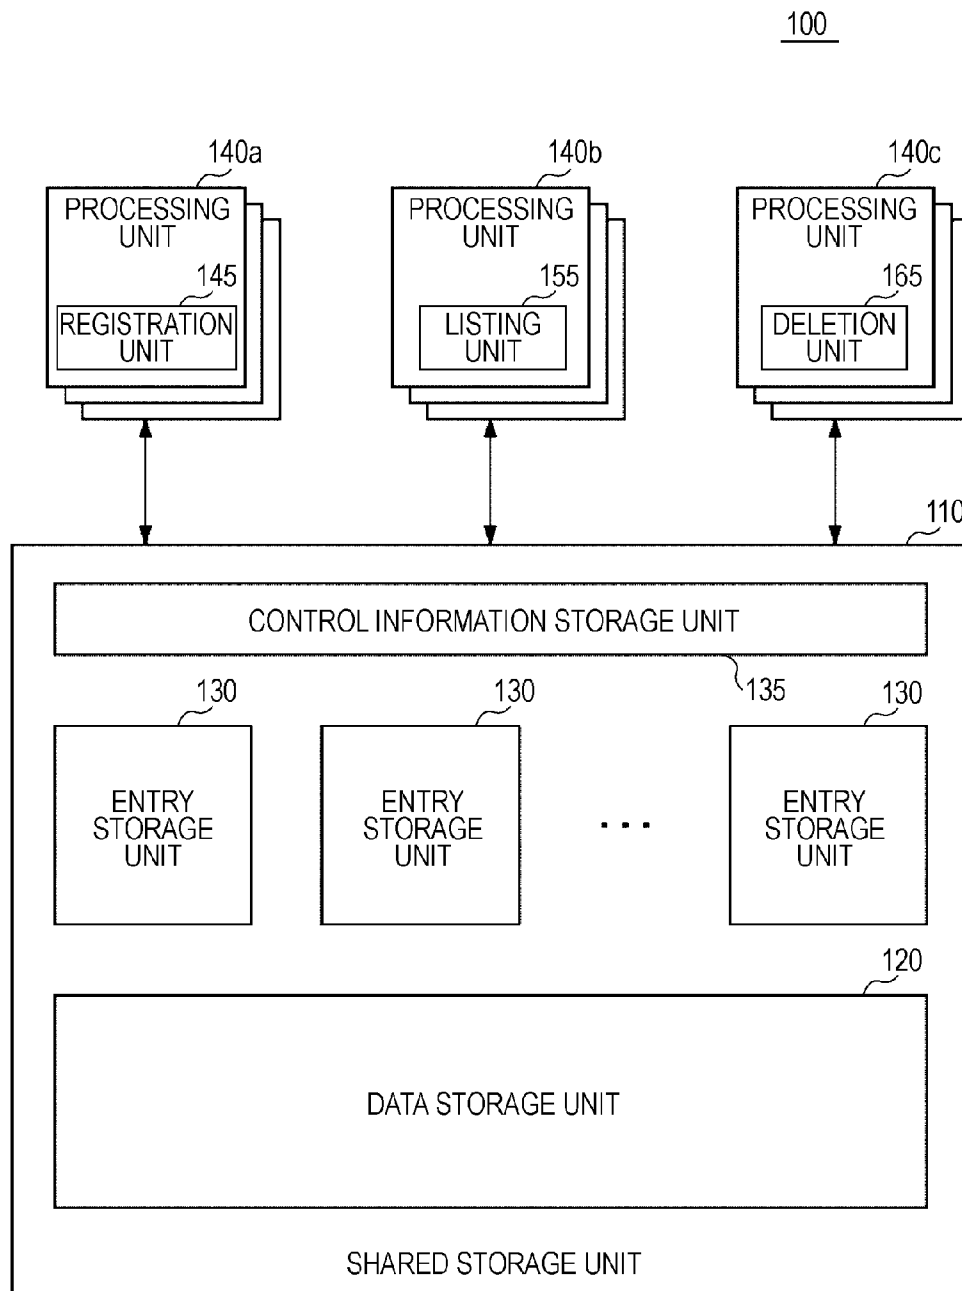 100
140a
140b
140c
PROCESSING
UNIT
PROCESSING
UNIT
PROCESSING
UNIT
145
155
165
REGISTRATION
UNIT
LISTING
UNIT
DELETION
UNIT
110
CONTROL INFORMATION STORAGE UNIT
135
130
130
130
ENTRY
STORAGE
UNIT
ENTRY
STORAGE
UNIT
...
ENTRY
STORAGE
UNIT
120
DATA STORAGE UNIT
SHARED STORAGE UNIT